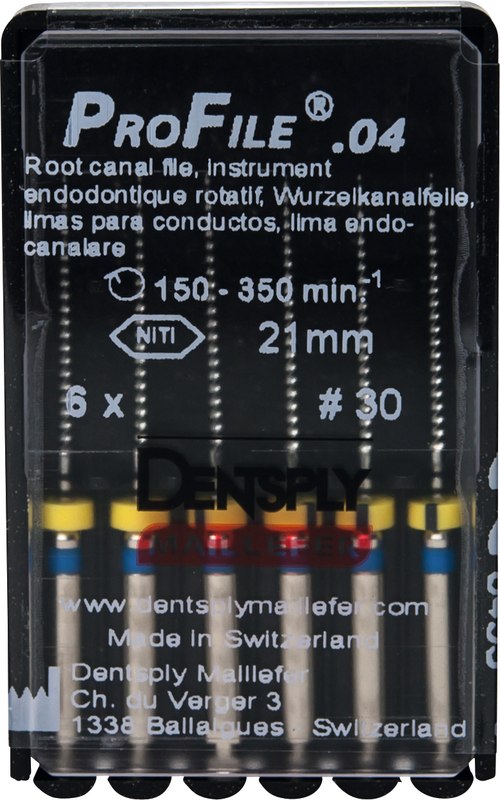 PROFILE®.04
Root canal file, instrument
endodontique rotatif, Wurzelkanalfeile,
limas para conductos, lima endo-
canalare
150 - 350 min.-1
NITI 21mm
6 x # 30
DENTSPLY
MAILLEFER
www.dentsplymaillefer.com
Made in Switzerland
Dentsply Maillefer
Ch. du Verger 3
1338 Ballaigues Switzerland